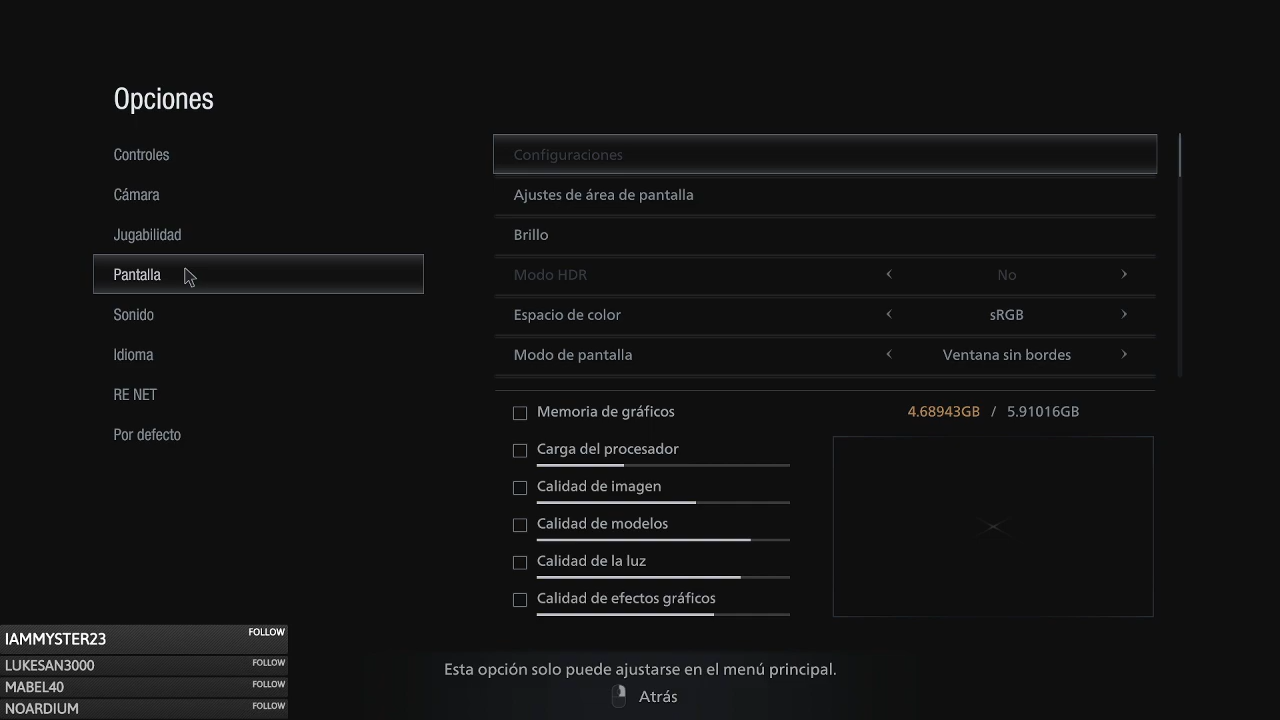 Opciones
Controles
Cámara
Jugabilidad
Pantalla
Sonido
Idioma
RE NET
Por defecto
Configuraciones
Ajustes de área de pantalla
Brillo
Modo HDR No
Espacio de color sRGB
Modo de pantalla Ventana sin bordes
Memoria de gráficos 4.68943GB / 5.91016GB
Carga del procesador
Calidad de imagen
Calidad de modelos
Calidad de la luz
Calidad de efectos gráficos
IAMMYSTER23 FOLLOW
LUKESAN3000 FOLLOW
MABEL40 FOLLOW
NOARDIUM FOLLOW
Esta opción solo puede ajustarse en el menú principal.
Atrás